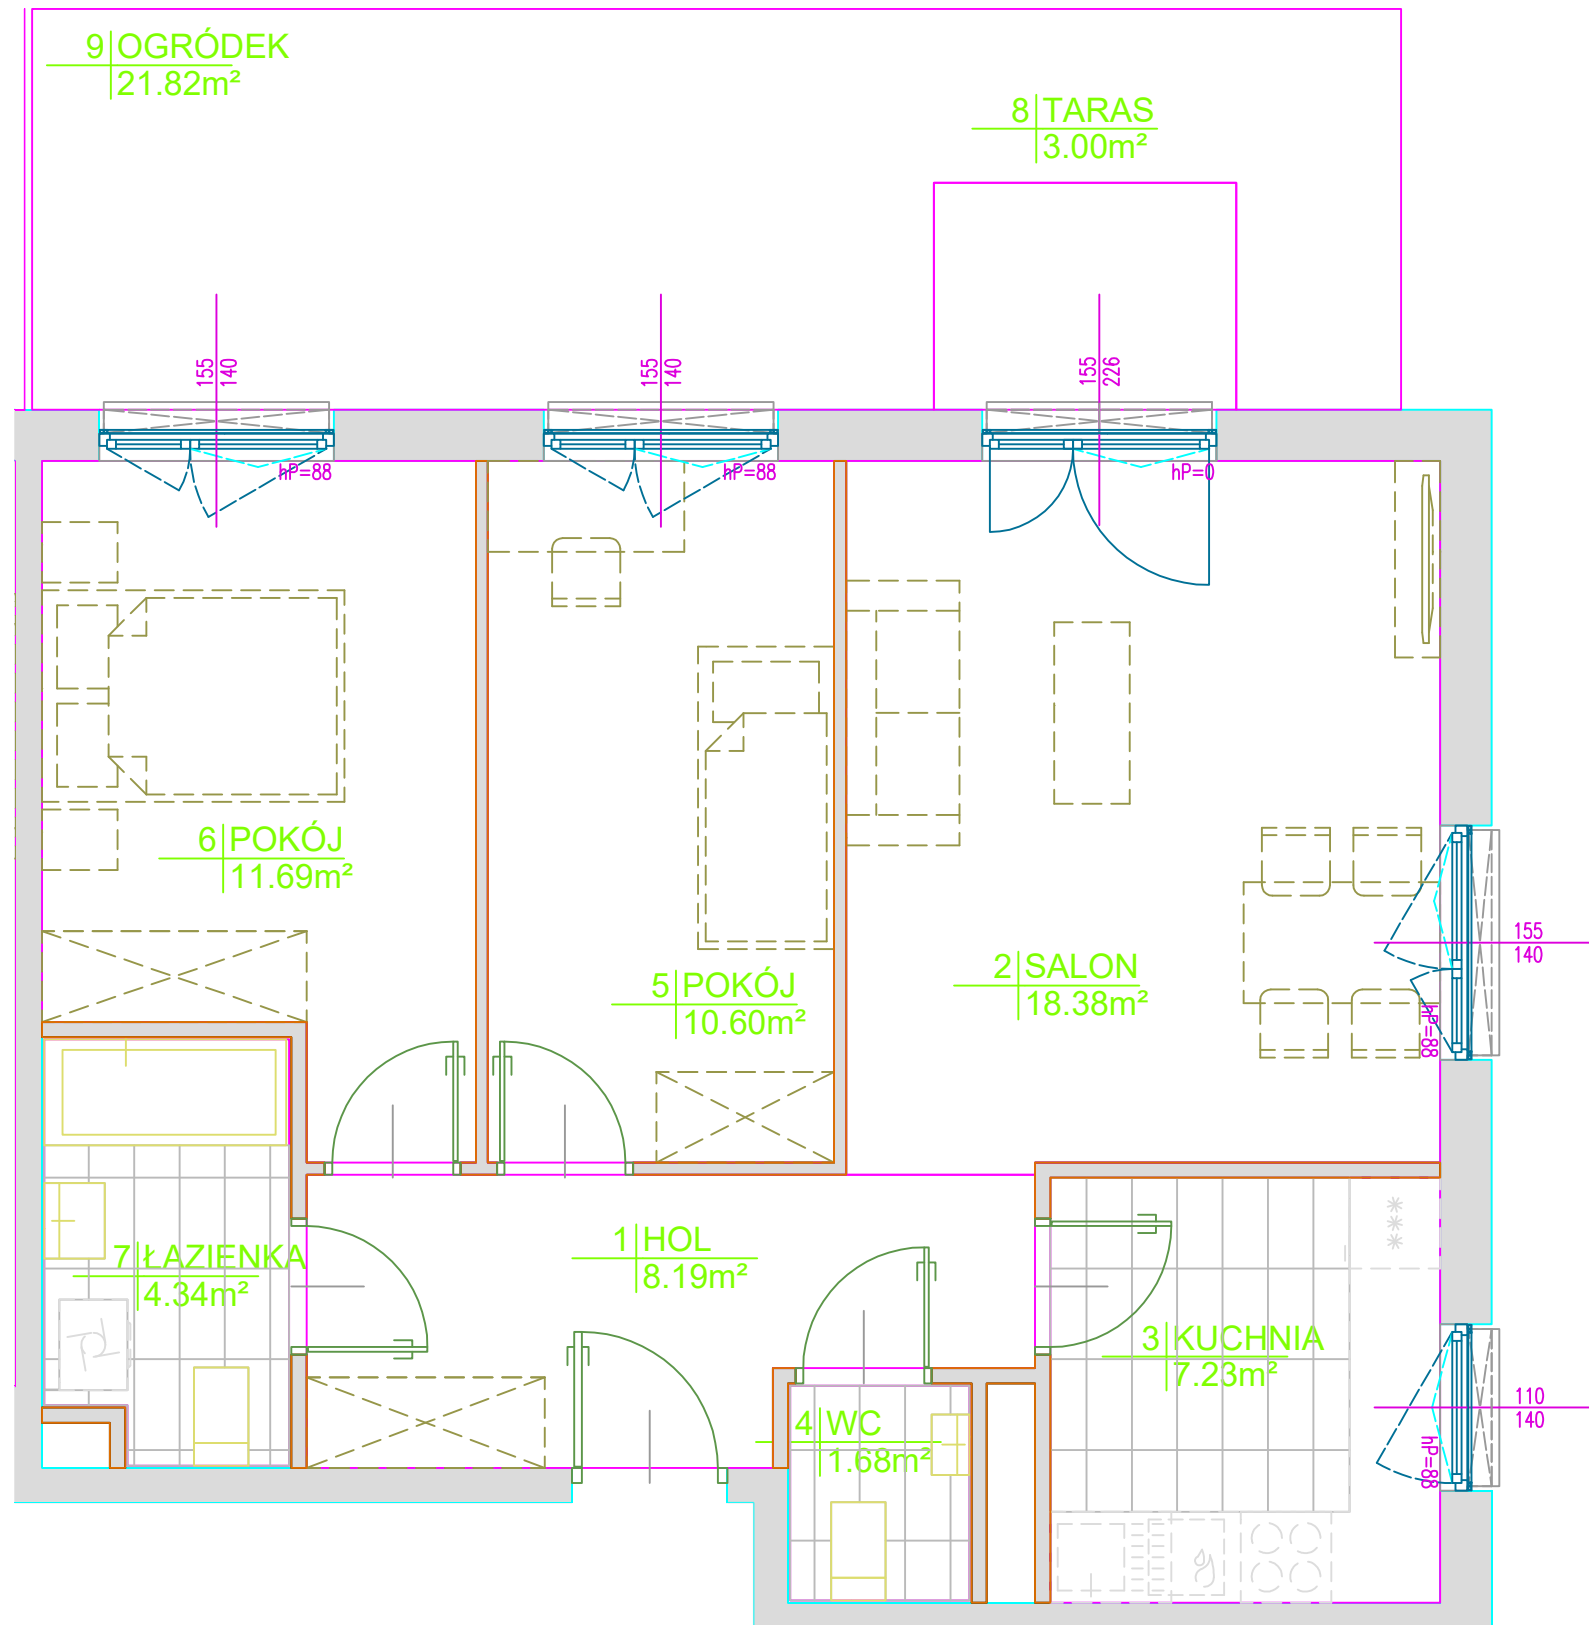 9 OGRÓDEK
21.82m²
8 TARAS
3.00m²
155
140
155
140
155
226
hP=88
hP=88
hP=0
6 POKÓJ
11.69m²
5 POKÓJ
10.60m²
2 SALON
18.38m²
155
140
hP=88
7 ŁAZIENKA
4.34m²
1 HOL
8.19m²
3 KUCHNIA
7.23m²
4 WC
1.68m²
110
140
hP=88